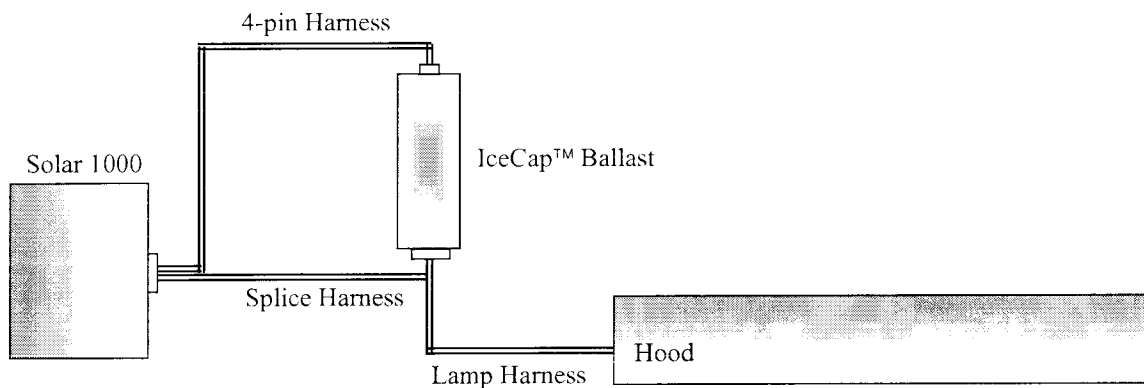 4-pin Harness
IceCap™ Ballast
Solar 1000
Splice Harness
Hood
Lamp Harness